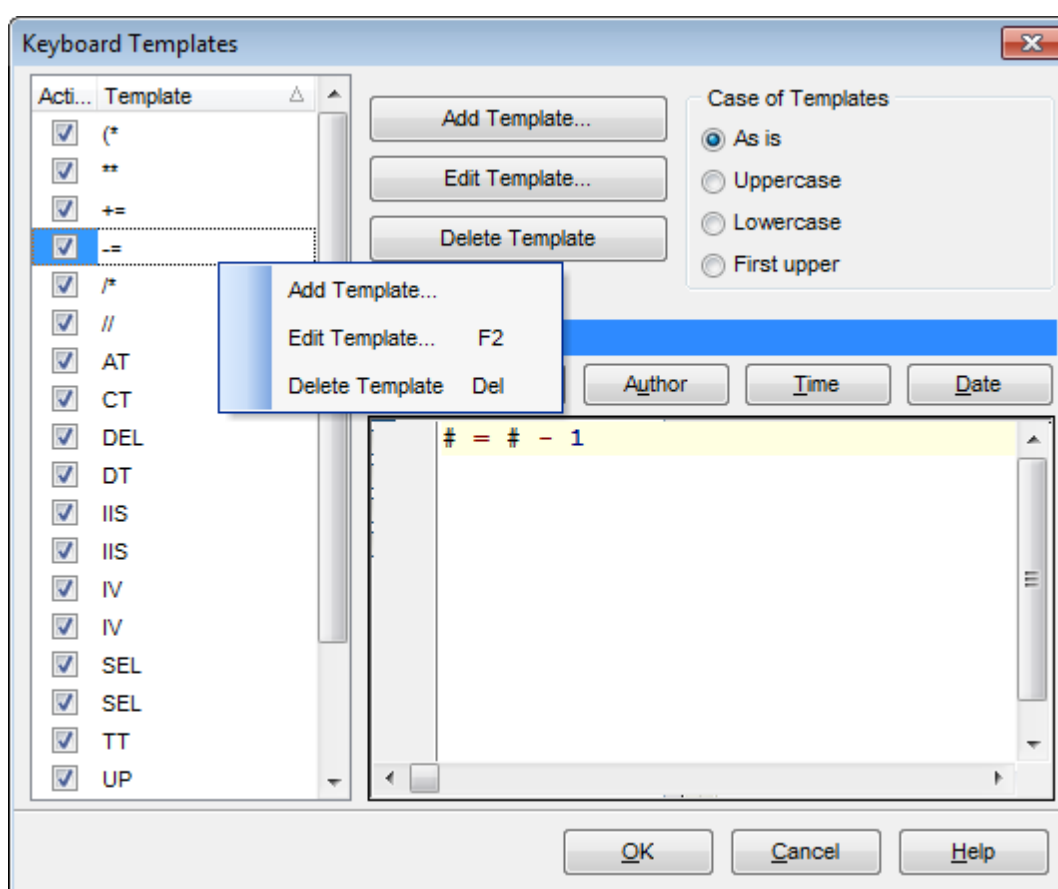 Keyboard Templates
Acti... Template
(*
**
+=
-=
/*
//
AT
CT
DEL
DT
IIS
IIS
IV
IV
SEL
SEL
TT
UP
Add Template...
Edit Template...
Delete Template
Case of Templates
As is
Uppercase
Lowercase
First upper
Add Template...
Edit Template... F2
Delete Template Del
Author Time Date
# = # - 1
OK Cancel Help